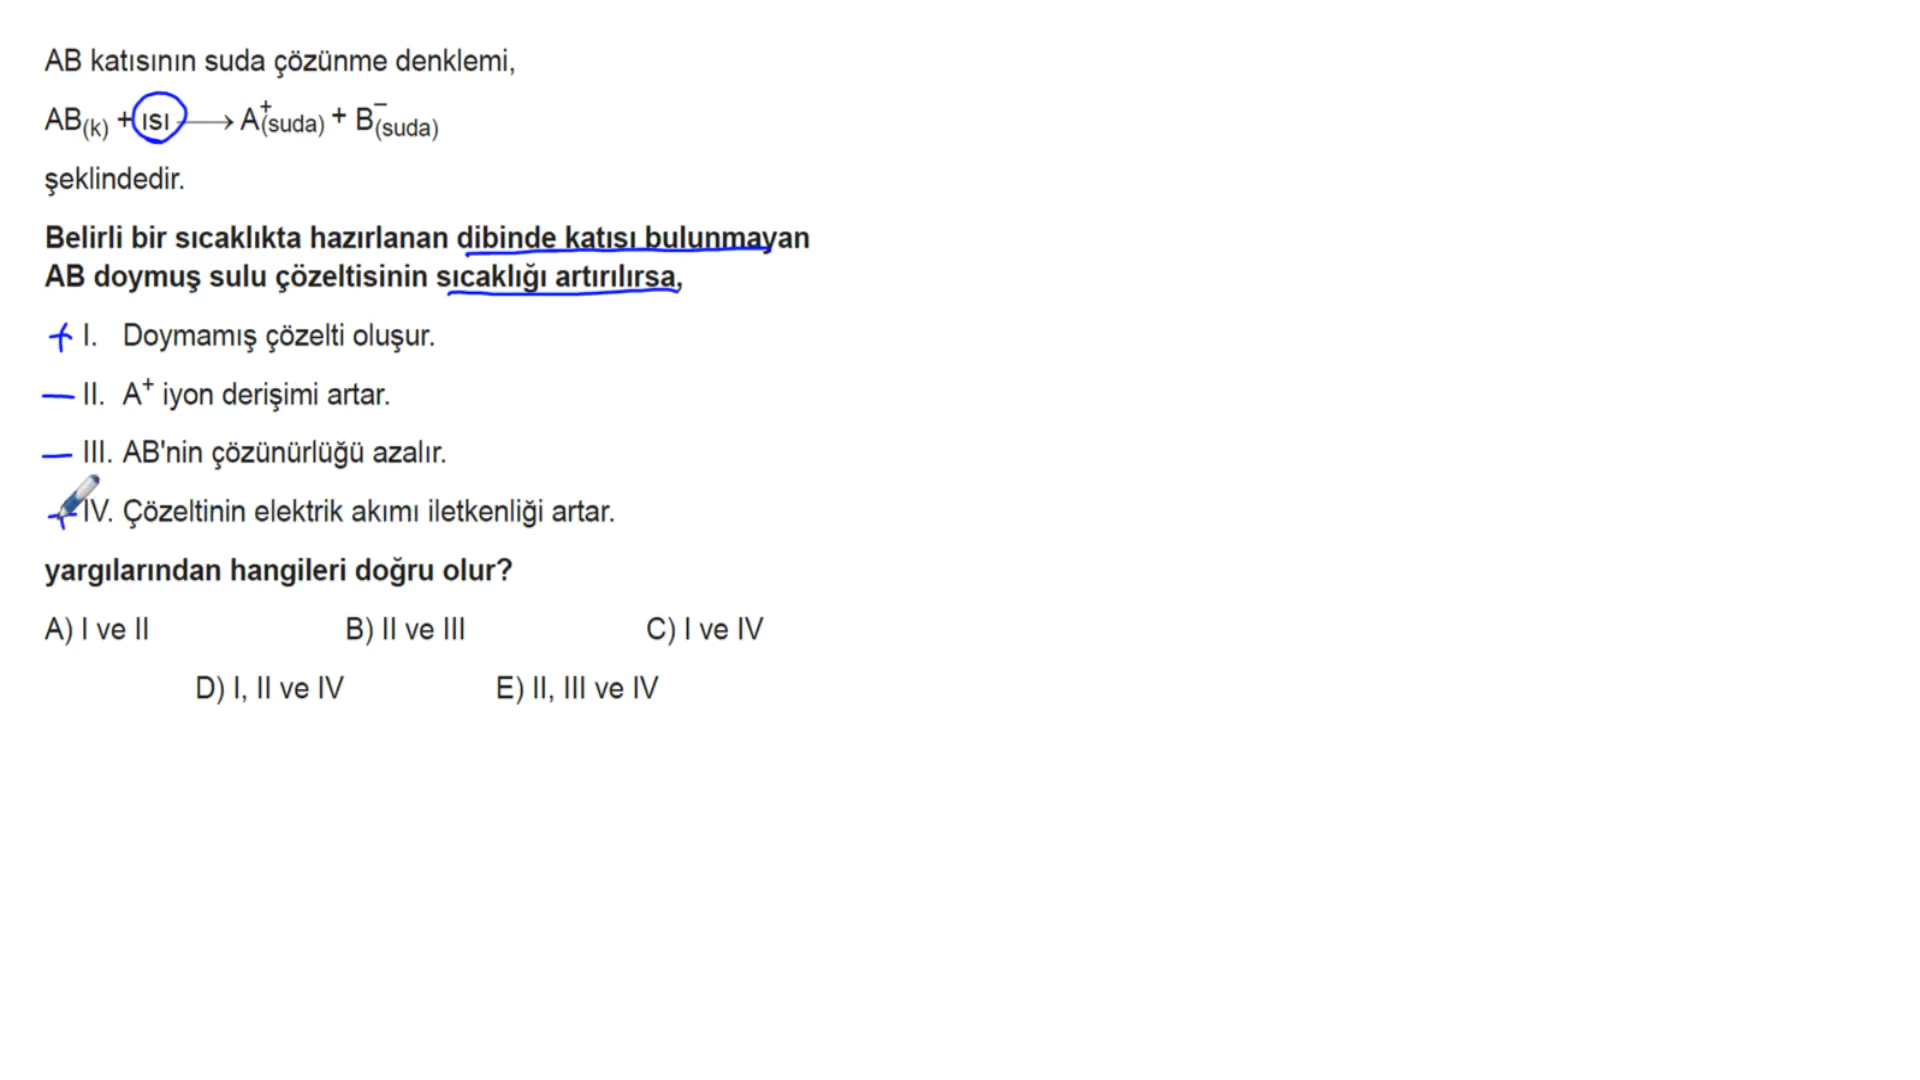 AB katısının suda çözünme denklemi,
AB(k) + ısı ⟶ A⁺(suda) + B⁻(suda)
şeklindedir.
Belirli bir sıcaklıkta hazırlanan dibinde katısı bulunmayan
AB doymuş sulu çözeltisinin sıcaklığı artırılırsa,
+ I. Doymamış çözelti oluşur.
— II. A⁺ iyon derişimi artar.
— III. AB'nin çözünürlüğü azalır.
+ IV. Çözeltinin elektrik akımı iletkenliği artar.
yargılarından hangileri doğru olur?
A) I ve II B) II ve III C) I ve IV
D) I, II ve IV E) II, III ve IV